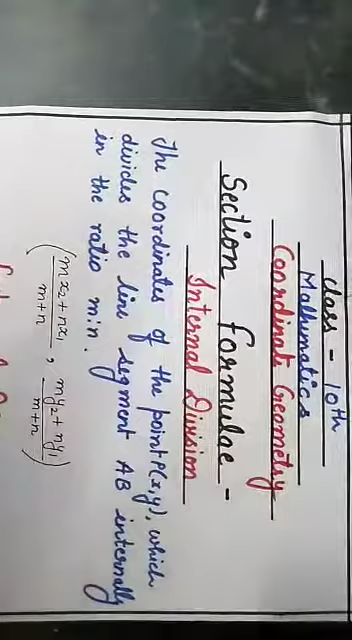 Class - 10th
Mathematics
Coordinate Geometry
Section Formulae -
Internal Division
The coordinates of the point P(x,y), which
divides the line segment AB internally
in the ratio m:n.
(mx₂+nx₁/m+n , my₂+ny₁/m+n)